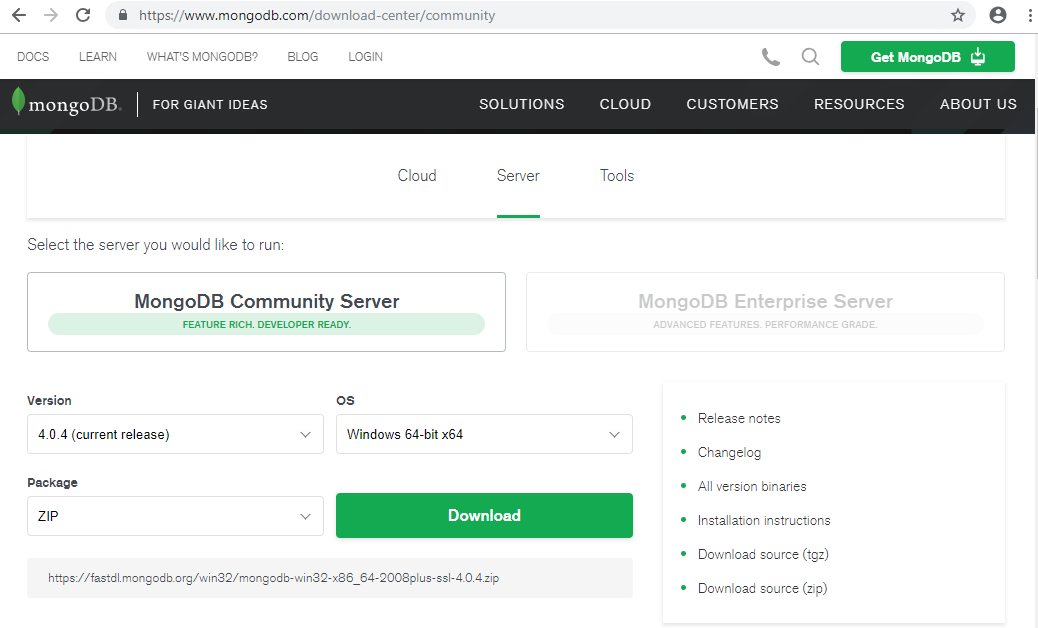 https://www.mongodb.com/download-center/community
DOCS LEARN WHAT'S MONGODB? BLOG LOGIN Get MongoDB
mongoDB. FOR GIANT IDEAS SOLUTIONS CLOUD CUSTOMERS RESOURCES ABOUT US
Cloud Server Tools
Select the server you would like to run:
MongoDB Community Server
FEATURE RICH. DEVELOPER READY.
MongoDB Enterprise Server
ADVANCED FEATURES. PERFORMANCE GRADE.
Version
4.0.4 (current release)
OS
Windows 64-bit x64
Package
ZIP
Download
https://fastdl.mongodb.org/win32/mongodb-win32-x86_64-2008plus-ssl-4.0.4.zip
Release notes
Changelog
All version binaries
Installation instructions
Download source (tgz)
Download source (zip)